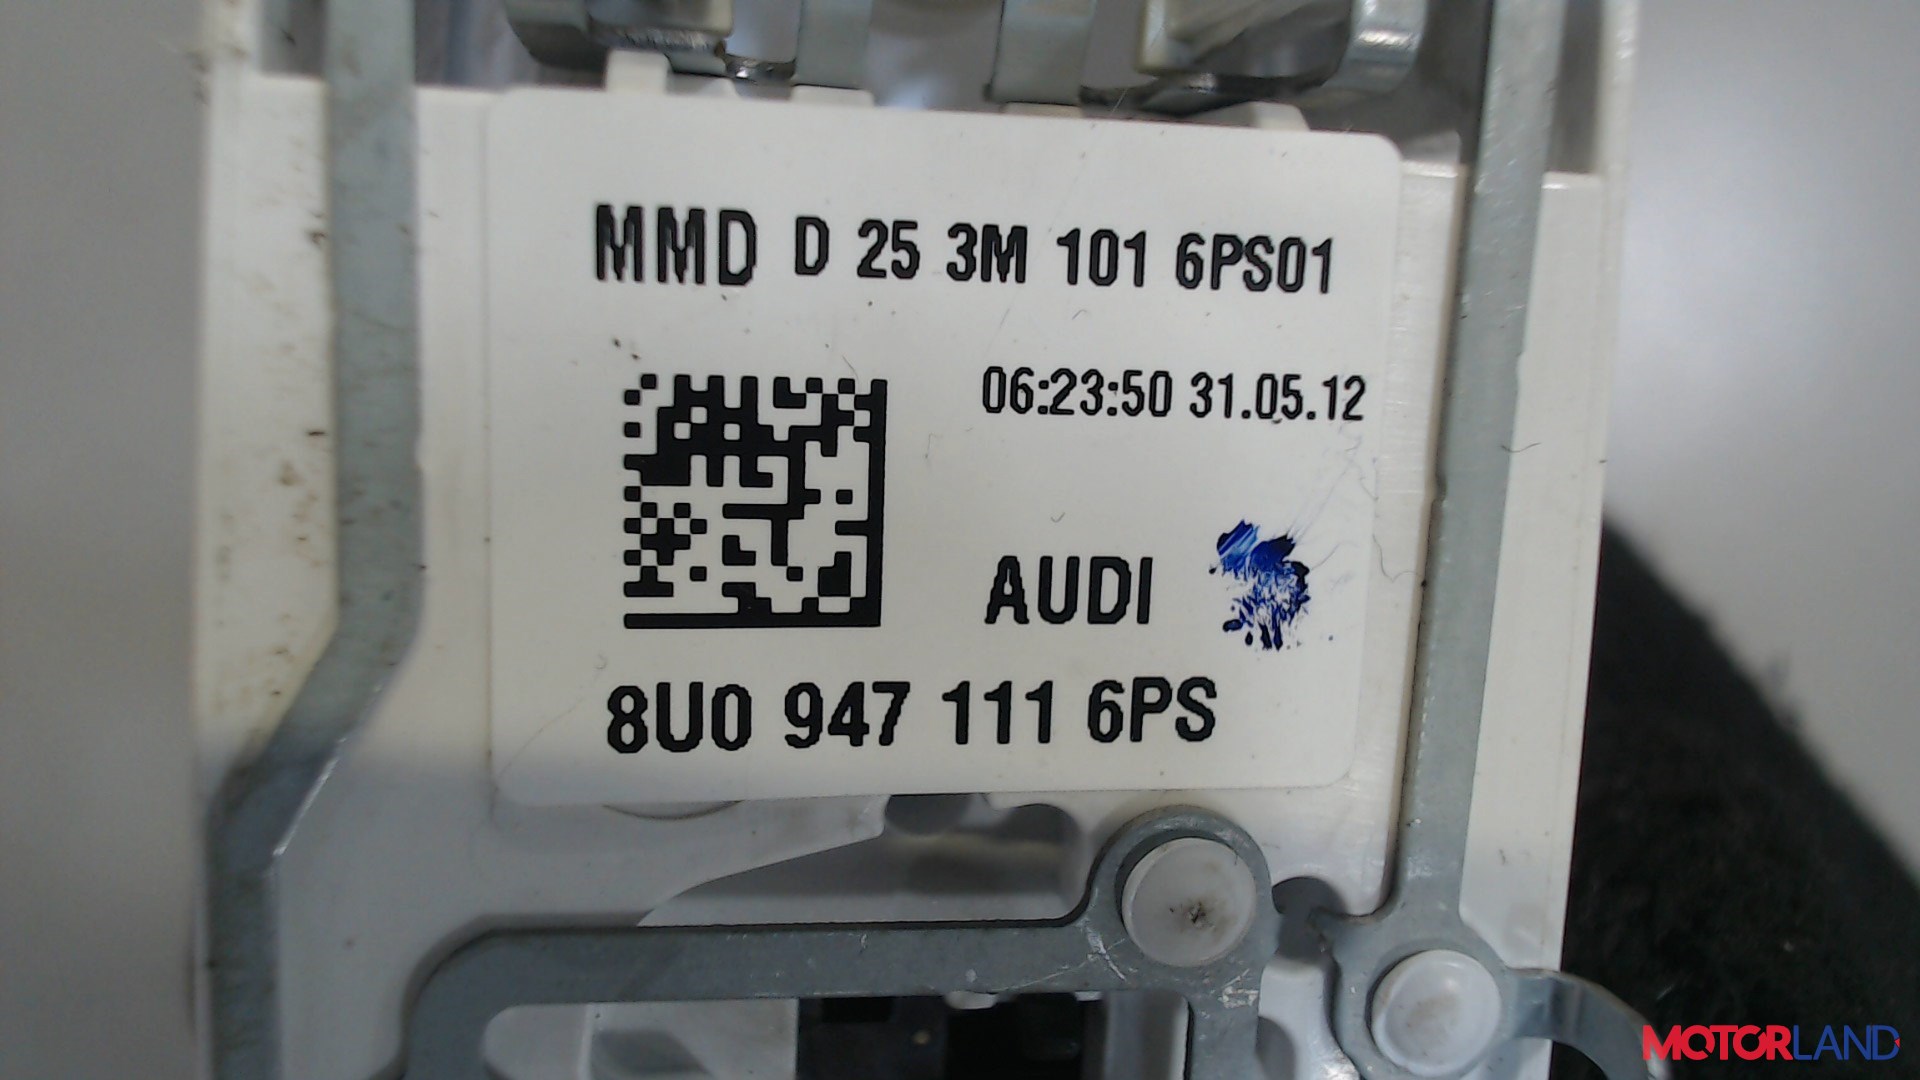 MMD D 25 3M 101 6PS01
06:23:50 31.05.12
AUDI
8U0 947 111 6PS
MOTORLAND